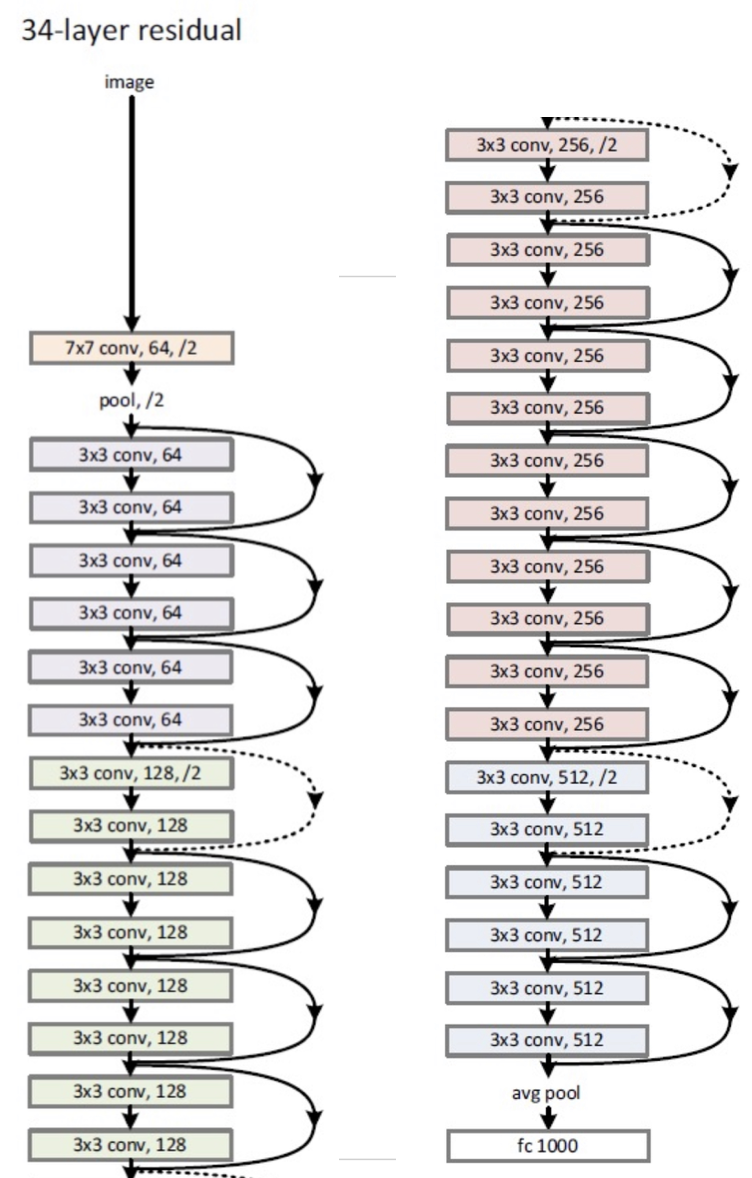 34-layer residual
image
7x7 conv, 64, /2
pool, /2
3x3 conv, 64
3x3 conv, 64
3x3 conv, 64
3x3 conv, 64
3x3 conv, 64
3x3 conv, 64
3x3 conv, 128, /2
3x3 conv, 128
3x3 conv, 128
3x3 conv, 128
3x3 conv, 128
3x3 conv, 128
3x3 conv, 128
3x3 conv, 128
3x3 conv, 256, /2
3x3 conv, 256
3x3 conv, 256
3x3 conv, 256
3x3 conv, 256
3x3 conv, 256
3x3 conv, 256
3x3 conv, 256
3x3 conv, 256
3x3 conv, 256
3x3 conv, 256
3x3 conv, 256
3x3 conv, 512, /2
3x3 conv, 512
3x3 conv, 512
3x3 conv, 512
3x3 conv, 512
3x3 conv, 512
avg pool
fc 1000